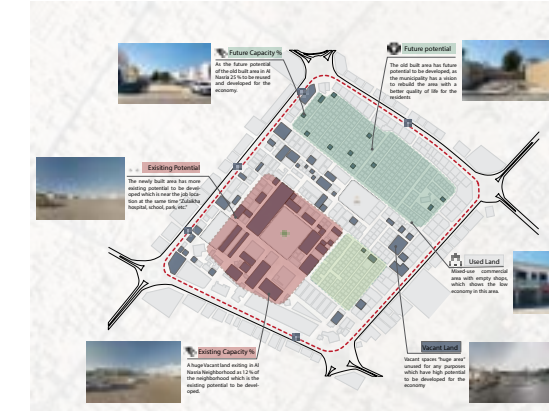 Future Capacity %
As the future potential
of the old built area in Al
Nasria 25 % to be reused
and developed for the
economy.
Future potential
The old built area has future
potential to be developed, as
the municipality has a vision
to rebuild the area with a
better quality of life for the
residents
Exisiting Potential
The newly built area has more
existing potential to be devel-
oped which is near the job loca-
tion at the same time "Zulaikha
hospital, school, park, etc."
Used Land
Mixed-use commercial
area with empty shops,
which shows the low
economy in this area.
Existing Capacity %
A huge Vacant land exiting in Al
Nasria Neighborhood as 12 % of
the neighborhood which is the
existing potential to be devel-
oped.
Vacant Land
Vacant spaces "huge area"
unused for any purposes
which have high potential
to be developed for the
economy